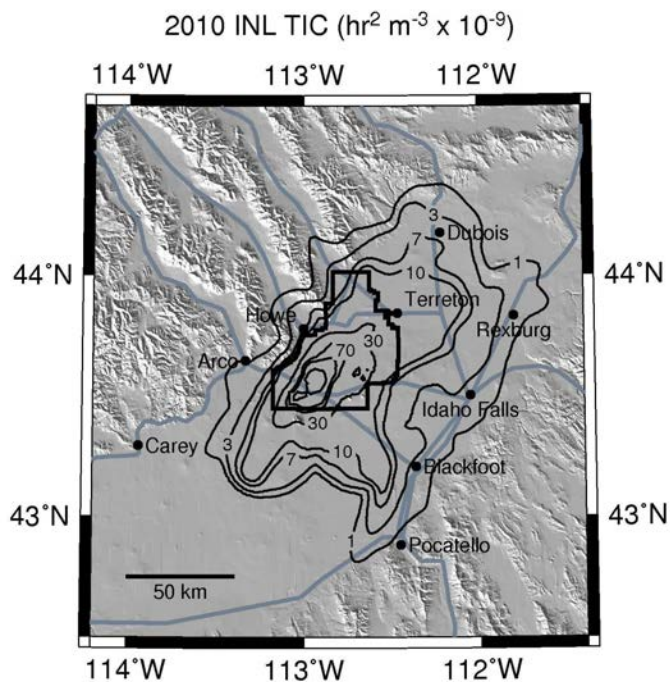 2010 INL TIC (hr² m⁻³ x 10⁻⁹)
114˚W 113˚W 112˚W
3
7 Dubois
44˚N 10 1 44˚N
Terreton
Howe Rexburg
30
70
Arco
Idaho Falls
30
3 Carey
7 10 Blackfoot
43˚N 43˚N
1 Pocatello
50 km
114˚W 113˚W 112˚W